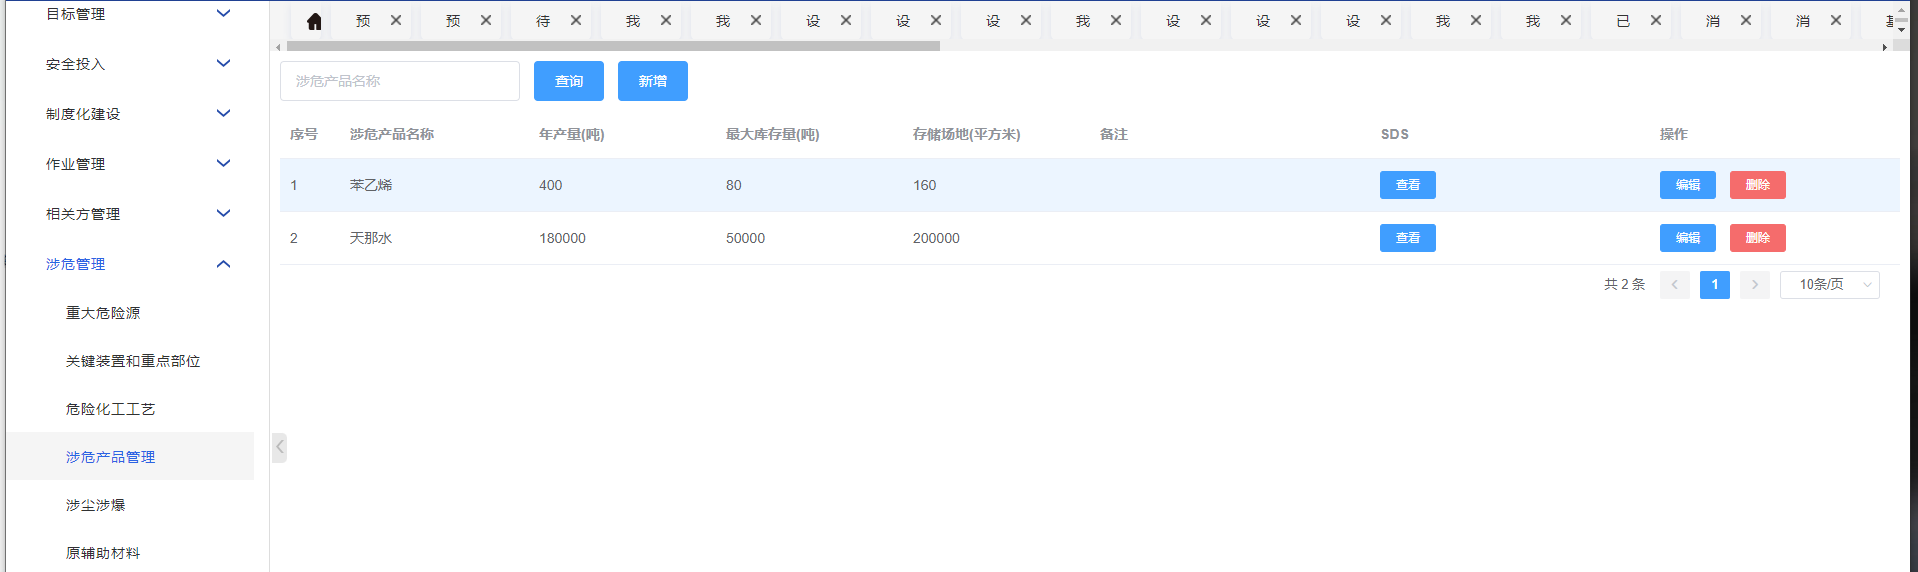 目标管理
安全投入
制度化建设
作业管理
相关方管理
涉危管理
重大危险源
关键装置和重点部位
危险化工工艺
涉危产品管理
涉尘涉爆
原辅助材料
预 预 待 我 我 设 设 设 我 设 设 设 我 我 已 消 消
涉危产品名称 查询 新增
序号 涉危产品名称 年产量(吨) 最大库存量(吨) 存储场地(平方米) 备注 SDS 操作
1 苯乙烯 400 80 160 查看 编辑 删除
2 天那水 180000 50000 200000 查看 编辑 删除
共 2 条 1 10条/页